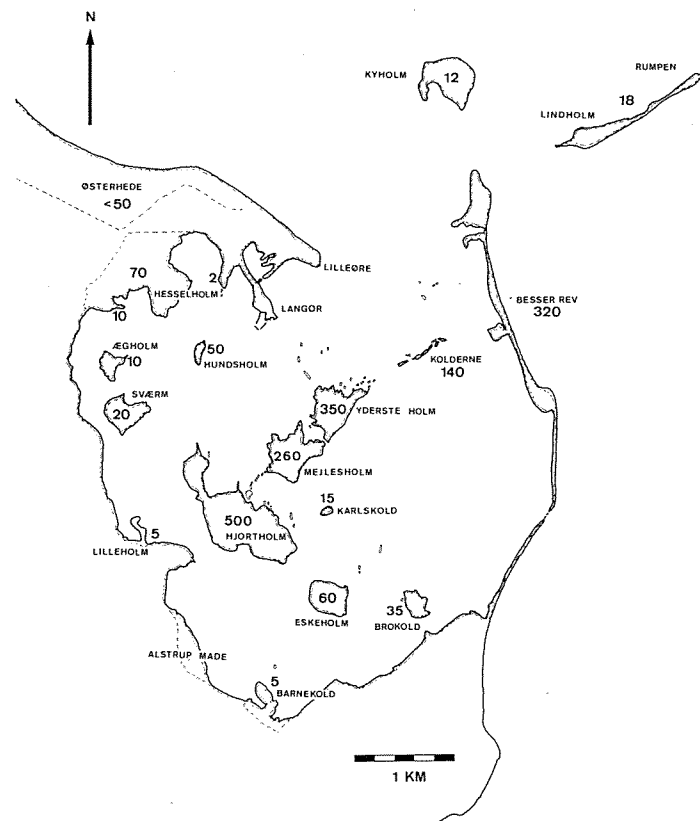 N
KYHOLM
12
RUMPEN
18
LINDHOLM
ØSTERHEDE
<50
LILLEØRE
70
2
HESSELHOLM
10
LANGØR
BESSER REV
320
ÆGHOLM
10
50
HUNDSHOLM
KOLDERNE
140
SVÆRM
20
350
YDERSTE HOLM
260
MEJLESHOLM
15
KARLSKOLD
500
HJORTHOLM
5
LILLEHOLM
60
ESKEHOLM
35
BROKOLD
ALSTRUP MADE
5
BARNEKOLD
1 KM